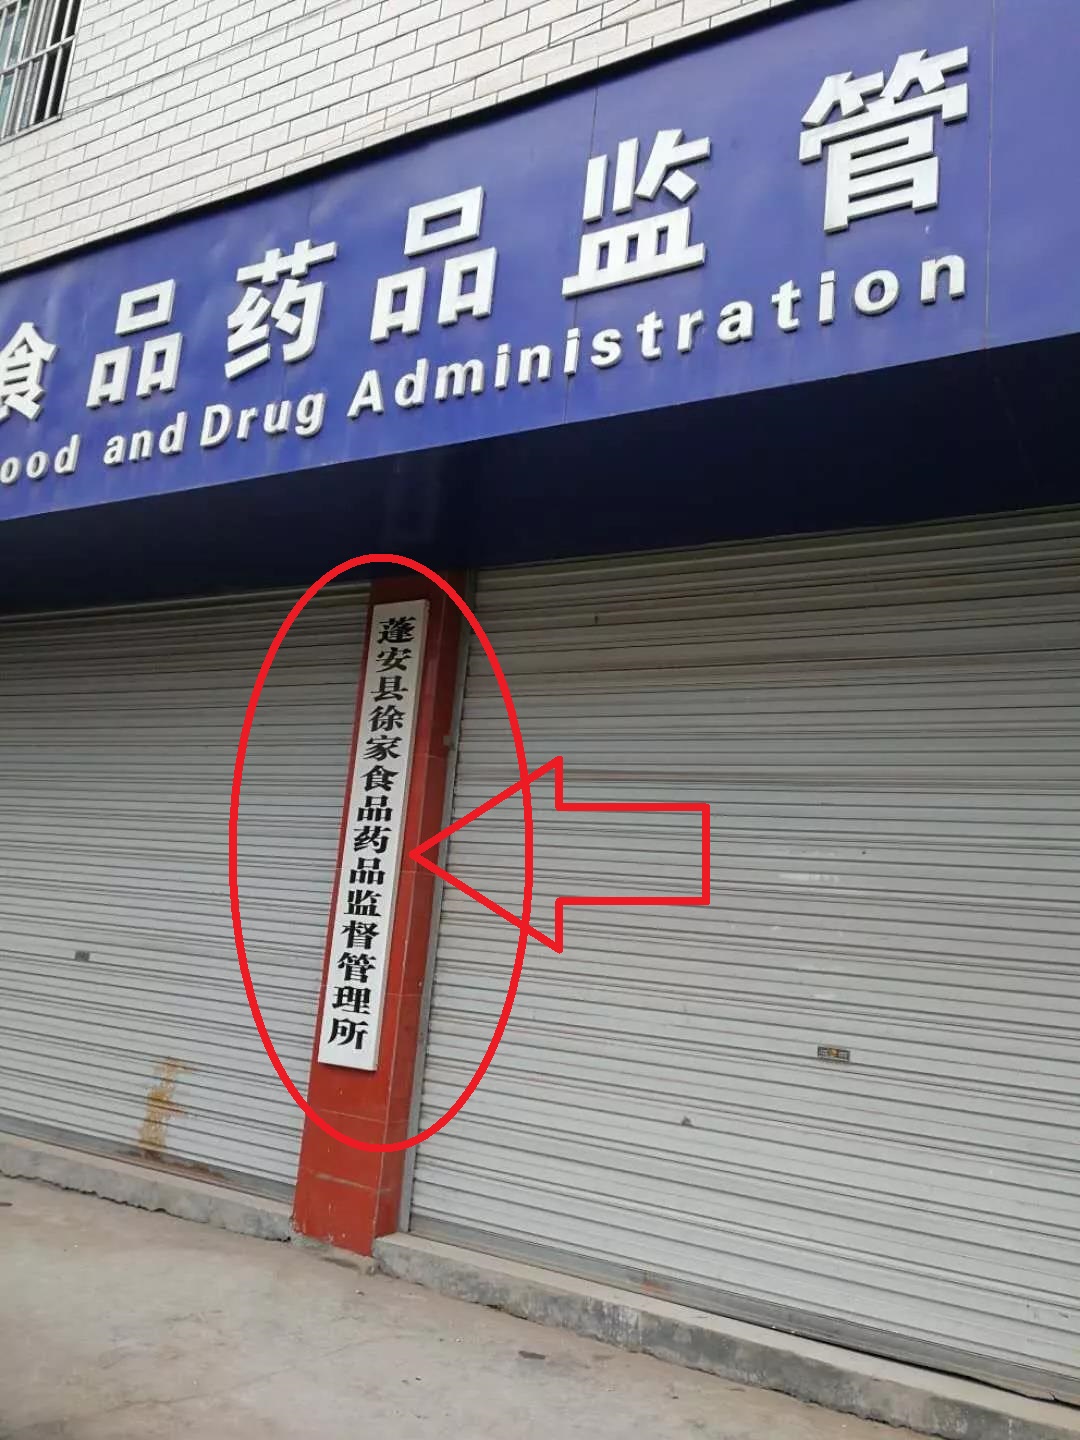 食品药品监管
ood and Drug Administration
蓬安县徐家食品药品监督管理所